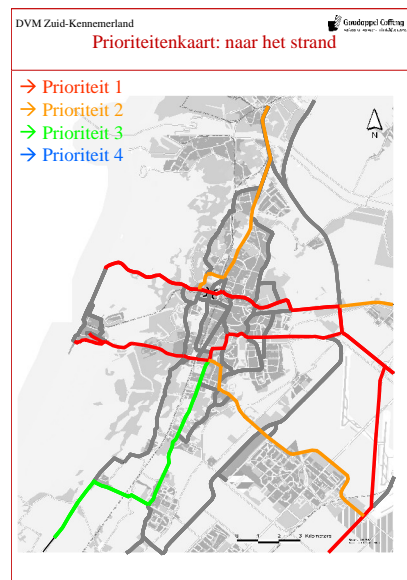 DVM Zuid-Kennemerland
Goudappel Coffeng
Prioriteitenkaart: naar het strand
→ Prioriteit 1
→ Prioriteit 2
→ Prioriteit 3
→ Prioriteit 4
N
0 1 2 3 Kilometers